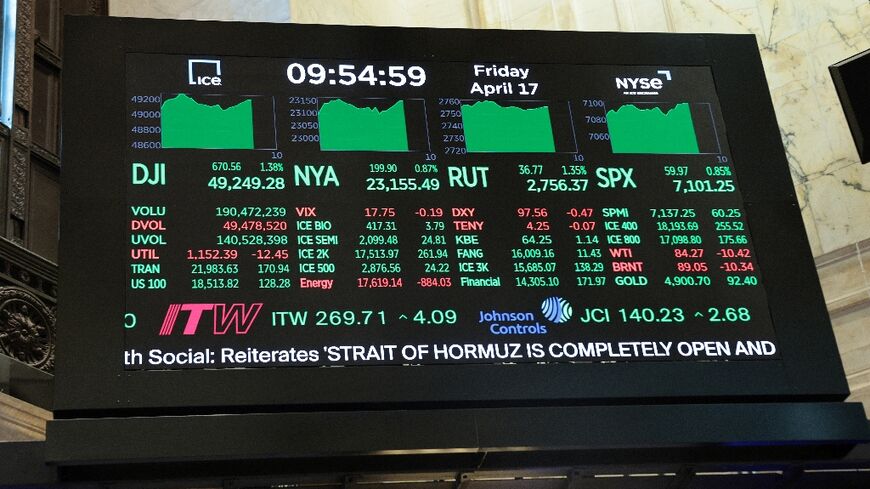 ice
09:54:59
Friday
April 17
NYSE
49200
49000
48800
48600
10
23150
23100
23050
23000
10
2760
2750
2740
2730
2720
10
7100
7080
7060
10
DJI 670.56 1.38%
49,249.28
NYA 199.90 0.87%
23,155.49
RUT 36.77 1.35%
2,756.37
SPX 59.97 0.85%
7,101.25
VOLU 190,472,239 VIX 17.75 -0.19 DXY 97.56 -0.47 SPMI 7,137.25 60.25
DVOL 49,478,520 ICE BIO 417.31 3.79 TENY 4.25 -0.07 ICE 400 18,193.69 255.52
UVOL 140,528,398 ICE SEMI 2,099.48 24.81 KBE 64.25 1.14 ICE 800 17,098.80 175.66
UTIL 1,152.39 -12.45 ICE 2K 17,513.97 261.94 FANG 16,009.16 11.43 WTI 84.27 -10.42
TRAN 21,983.63 170.94 ICE 500 2,876.56 24.22 ICE 3K 15,685.07 138.29 BRNT 89.05 -10.34
US 100 18,513.82 128.28 Energy 17,619.14 -884.03 Financial 14,305.10 171.97 GOLD 4,900.70 92.40
0 ITW ITW 269.71 ^ 4.09 Johnson Controls JCI 140.23 ^ 2.68
th Social: Reiterates 'STRAIT OF HORMUZ IS COMPLETELY OPEN AND